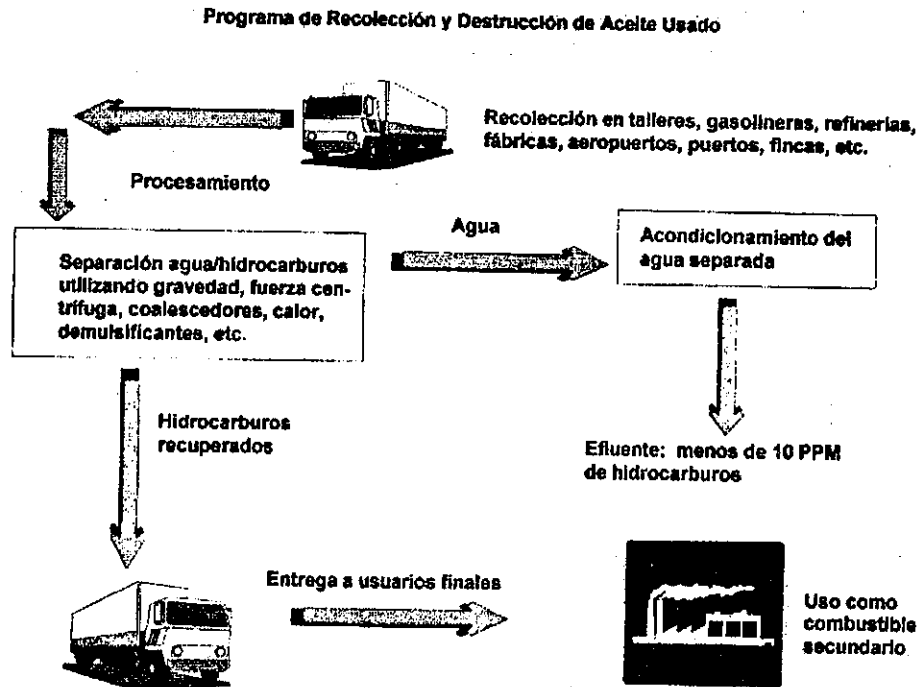 Programa de Recolección y Destrucción de Aceite Usado
Recolección en talleres, gasolineras, refinerías,
fábricas, aeropuertos, puertos, fincas, etc.
Procesamiento
Separación agua/hidrocarburos
utilizando gravedad, fuerza cen-
trífuga, coalescedores, calor,
demulsificantes, etc.
Agua
Acondicionamiento del
agua separada
Hidrocarburos
recuperados
Efluente: menos de 10 PPM
de hidrocarburos
Entrega a usuarios finales
Uso como
combustible
secundario